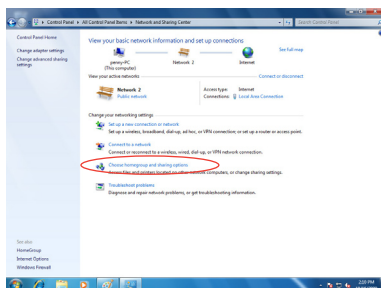 Control Panel ▸ All Control Panel Items ▸ Network and Sharing Center
Search Control Panel
Control Panel Home
Change adapter settings
Change advanced sharing
settings
View your basic network information and set up connections
See full map
penny-PC
(This computer)
Network 2
Internet
View your active networks
Connect or disconnect
Network 2
Public network
Access type: Internet
Connections: Local Area Connection
Change your networking settings
Set up a new connection or network
Set up a wireless, broadband, dial-up, ad hoc, or VPN connection; or set up a router or access point.
Connect to a network
Connect or reconnect to a wireless, wired, dial-up, or VPN network connection.
Choose homegroup and sharing options
Access files and printers located on other network computers, or change sharing settings.
Troubleshoot problems
Diagnose and repair network problems, or get troubleshooting information.
See also
HomeGroup
Internet Options
Windows Firewall
2:10 PM